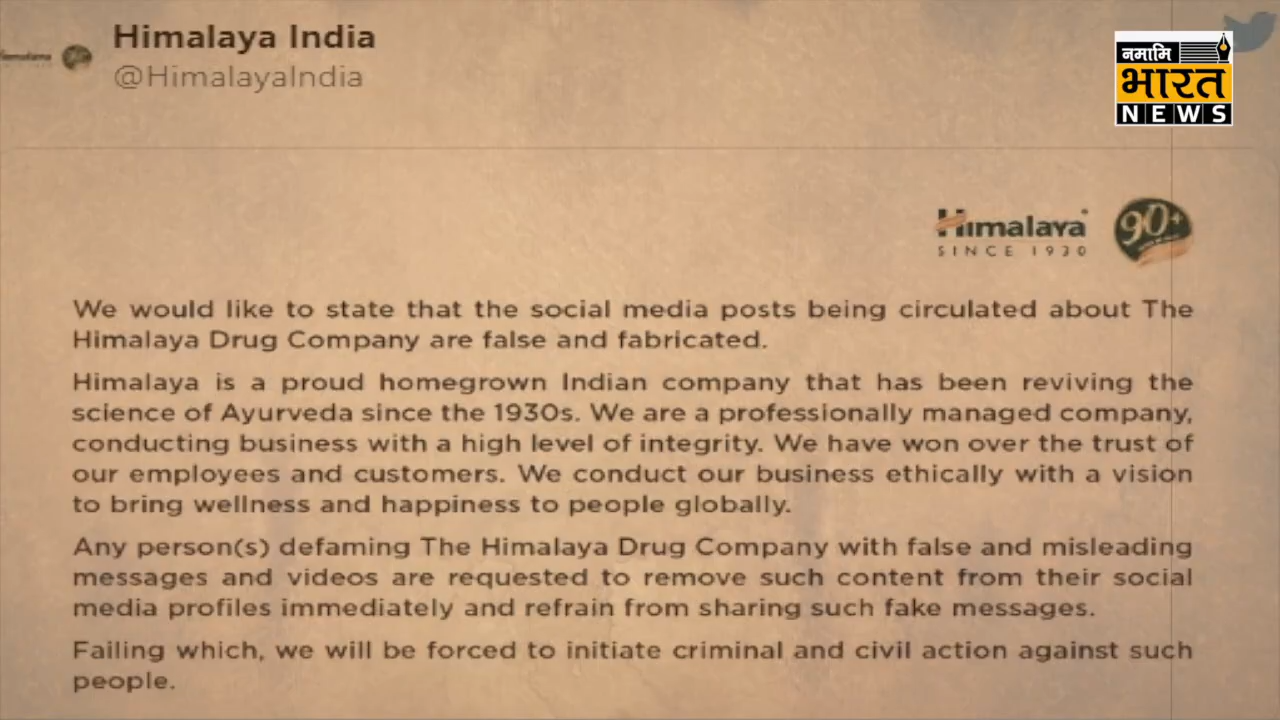 Himalaya India
@HimalayaIndia
नमामि
भारत
NEWS
Himalaya
SINCE 1930
90+
We would like to state that the social media posts being circulated about The
Himalaya Drug Company are false and fabricated.
Himalaya is a proud homegrown Indian company that has been reviving the
science of Ayurveda since the 1930s. We are a professionally managed company,
conducting business with a high level of integrity. We have won over the trust of
our employees and customers. We conduct our business ethically with a vision
to bring wellness and happiness to people globally.
Any person(s) defaming The Himalaya Drug Company with false and misleading
messages and videos are requested to remove such content from their social
media profiles immediately and refrain from sharing such fake messages.
Failing which, we will be forced to initiate criminal and civil action against such
people.